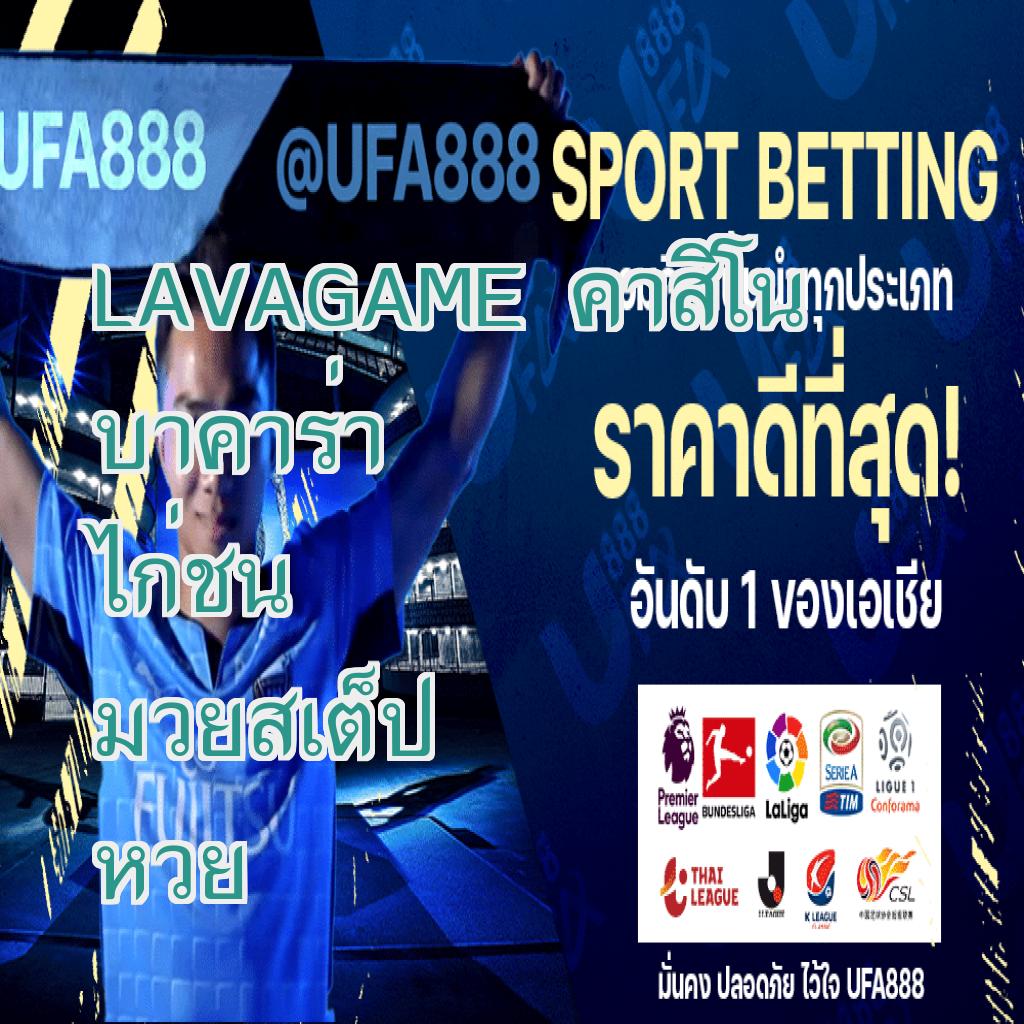 UFA888
@UFA888
SPORT BETTING
LAVAGAME คาสิโน
ทุกประเภท
บาคาร่า
ราคาดีที่สุด!
ไก่ชน
อันดับ 1 ของเอเชีย
มวยสเต็ป
หวย
FUJITSU
Premier League
BUNDESLIGA
LaLiga
SERIE A
TIM
LIGUE 1
Conforama
THAI LEAGUE
J.LEAGUE
K LEAGUE
CSL
มั่นคง ปลอดภัย ไว้ใจ UFA888